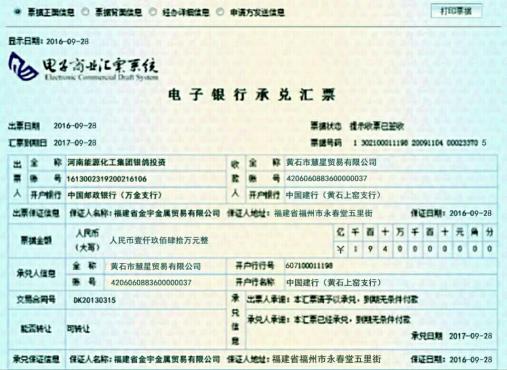 票据正面信息 票据背面信息 经办详细信息 申请方发送信息 打印票据
显示日期: 2016-09-28
电子商业汇票系统
Electronic Commercial Draft System
电子银行承兑汇票
出票日期 2016-09-28 票据状态 提示收票已签收
汇票到期日 2017-09-28 票据号码 1 302100011198 20091104 00023370 5
出票人 全称 河南能源化工集团银鸽投资 收款人 全称 黄石市慧星贸易有限公司
账号 1613002319200216106 账号 4206060883600000037
开户银行 中国邮政银行（万金支行） 开户银行 中国建行（黄石上窑支行）
出票保证信息 保证人名称: 福建省金宇金属贸易有限公司 保证人地址: 福建省福州市永春堂五里街 保证日期: 2016-09-28
票据金额 人民币（大写） 人民币壹仟玖佰肆拾万元整 亿千百十万千百十元角分
¥ 1 9 4 0 0 0 0 0 0 0
承兑人信息 全称 黄石市慧星贸易有限公司 开户行行号 607100011198
账号 4206060883600000037 开户行名称 中国建行（黄石上窑支行）
交易合同号 DK20130315 承兑信息 出票人承诺: 本汇票请予以承兑，到期无条件付款
能否转让 可转让 承兑人承诺: 本汇票已经承兑，到期无条件付款
承兑日期 2017-09-28
承兑保证信息 保证人名称: 福建省金宇金属贸易有限公司 保证人地址: 福建省福州市永春堂五里街 保证日期: 2016-09-28